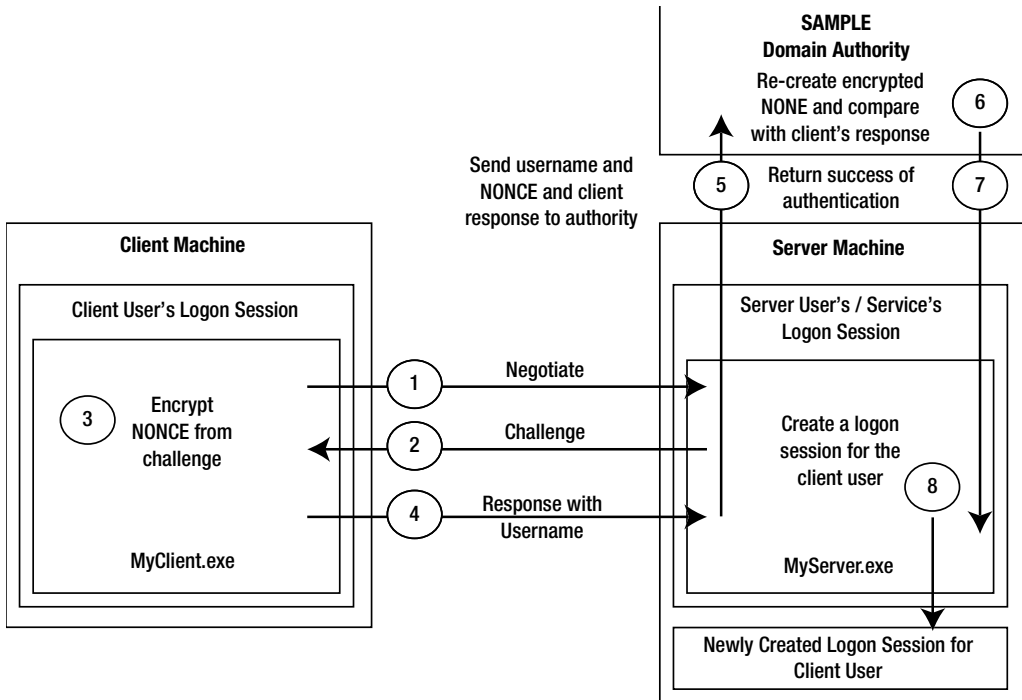 SAMPLE
Domain Authority
Re-create encrypted
NONE and compare
with client’s response
6
Send username and
NONCE and client
response to authority
5
Return success of
authentication
7
Client Machine
Client User’s Logon Session
3
Encrypt
NONCE from
challenge
MyClient.exe
1
Negotiate
2
Challenge
4
Response with
Username
Server Machine
Server User’s / Service’s
Logon Session
Create a logon
session for the
client user
8
MyServer.exe
Newly Created Logon Session for
Client User